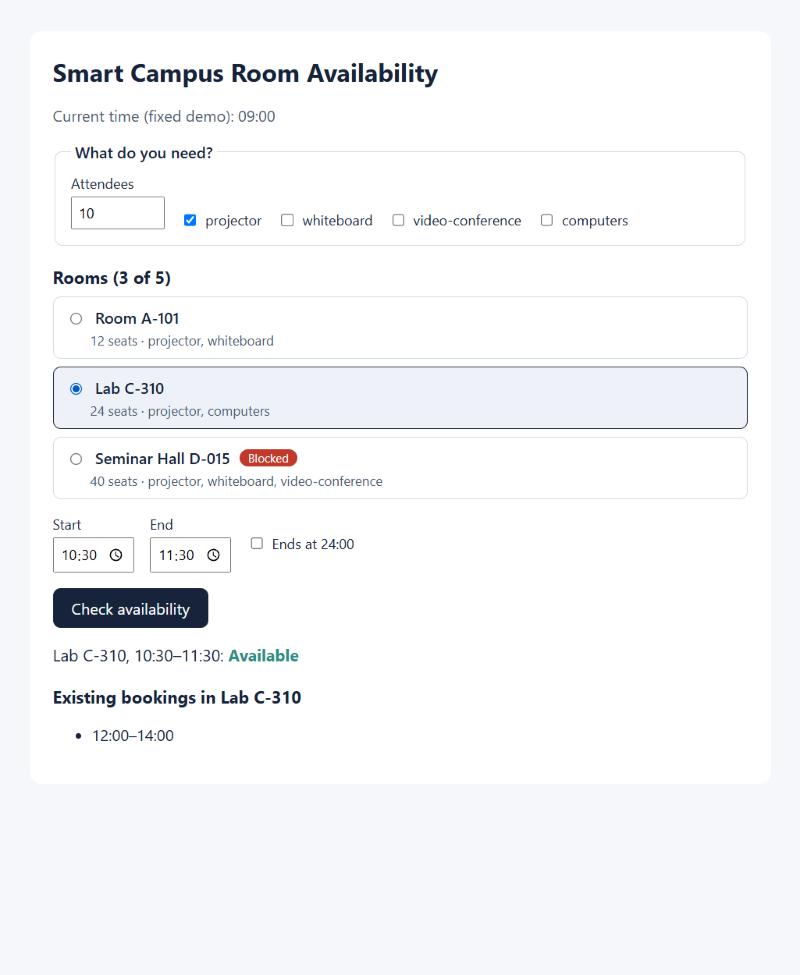 Smart Campus Room Availability
Current time (fixed demo): 09:00
What do you need?
Attendees
10
projector
whiteboard
video-conference
computers
Rooms (3 of 5)
Room A-101
12 seats · projector, whiteboard
Lab C-310
24 seats · projector, computers
Seminar Hall D-015 Blocked
40 seats · projector, whiteboard, video-conference
Start End
10:30 11:30 Ends at 24:00
Check availability
Lab C-310, 10:30–11:30: Available
Existing bookings in Lab C-310
• 12:00–14:00